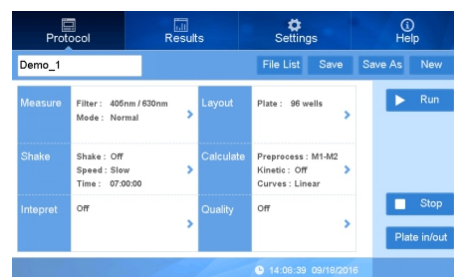 Protocol
Results
Settings
Help
Demo_1
File List
Save
Save As
New
Measure
Filter : 405nm / 630nm
Mode : Normal
Layout
Plate : 96 wells
Run
Shake
Shake : Off
Speed : Slow
Time : 07:00:00
Calculate
Preprocess : M1-M2
Kinetic : Off
Curves : Linear
Intepret
Off
Quality
Off
Stop
Plate in/out
14:08:39 09/18/2016